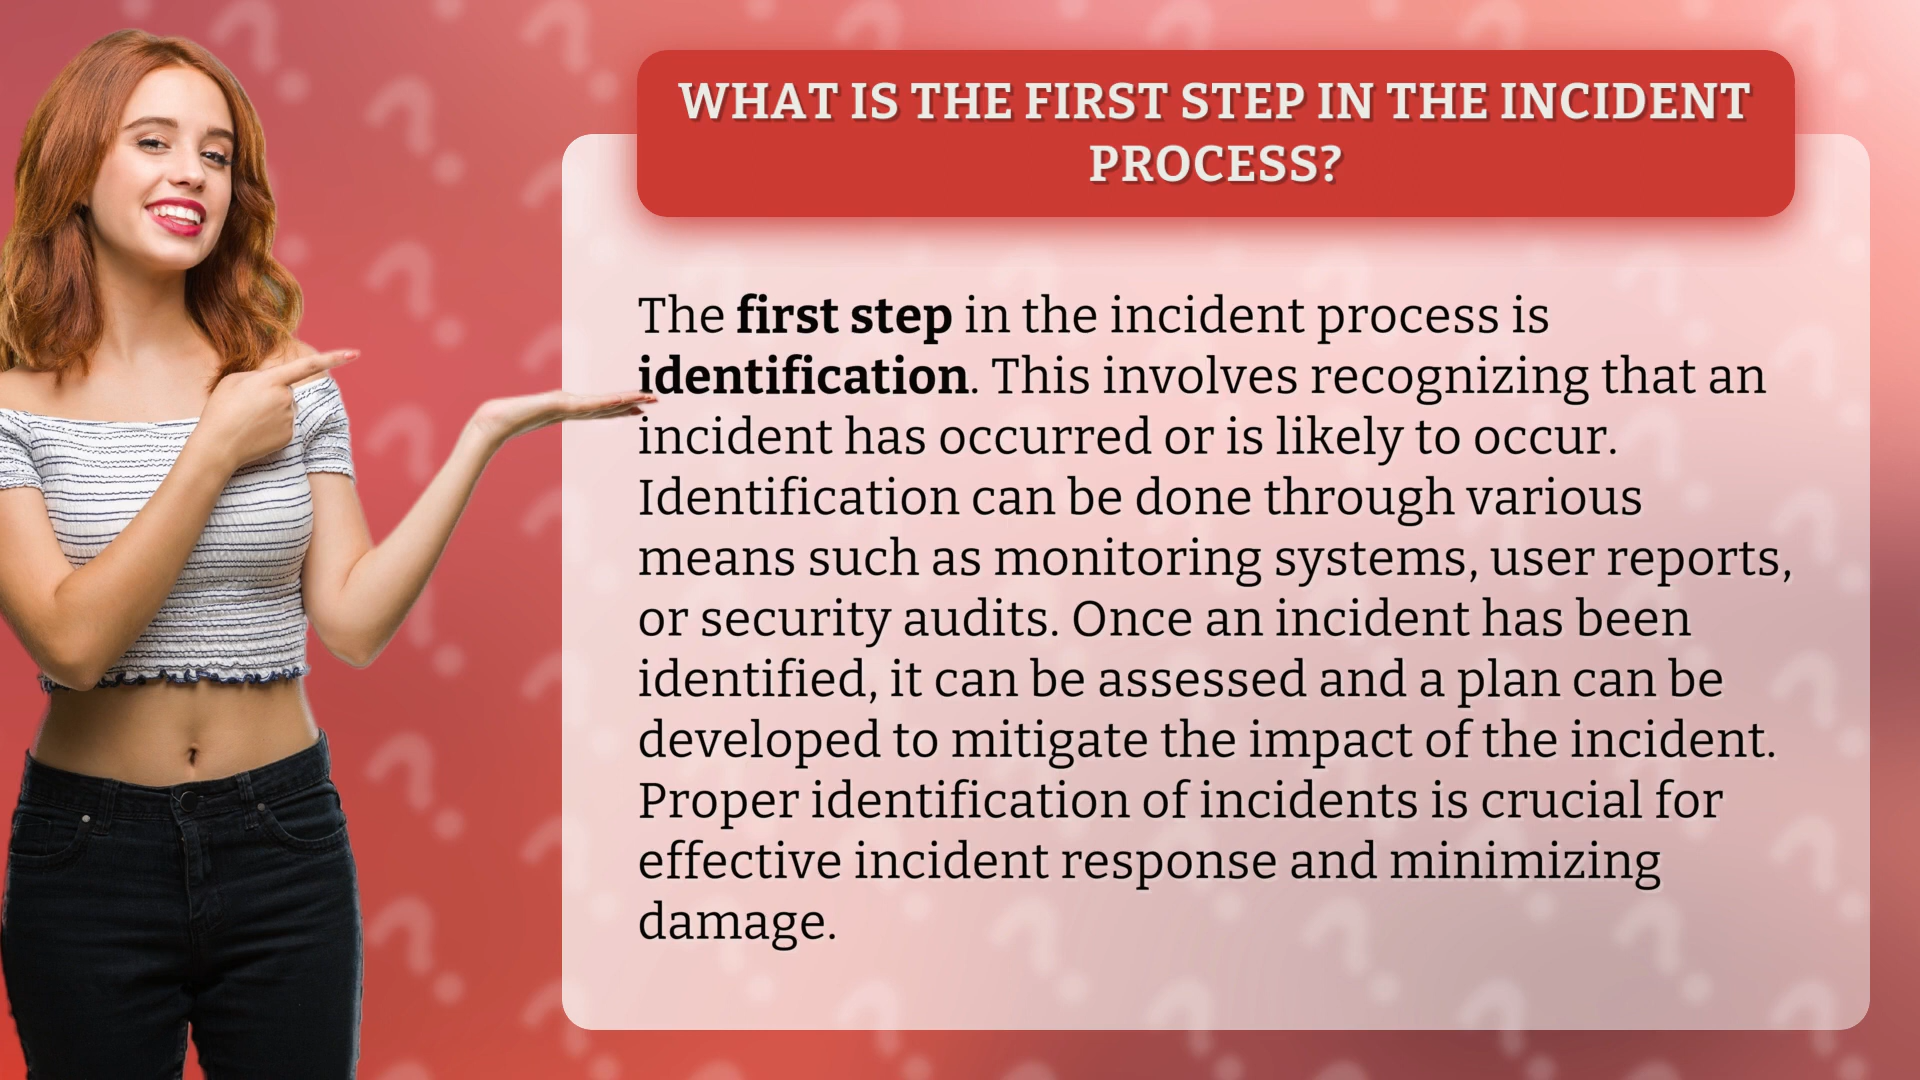 WHAT IS THE FIRST STEP IN THE INCIDENT
PROCESS?
The first step in the incident process is
identification. This involves recognizing that an
incident has occurred or is likely to occur.
Identification can be done through various
means such as monitoring systems, user reports,
or security audits. Once an incident has been
identified, it can be assessed and a plan can be
developed to mitigate the impact of the incident.
Proper identification of incidents is crucial for
effective incident response and minimizing
damage.